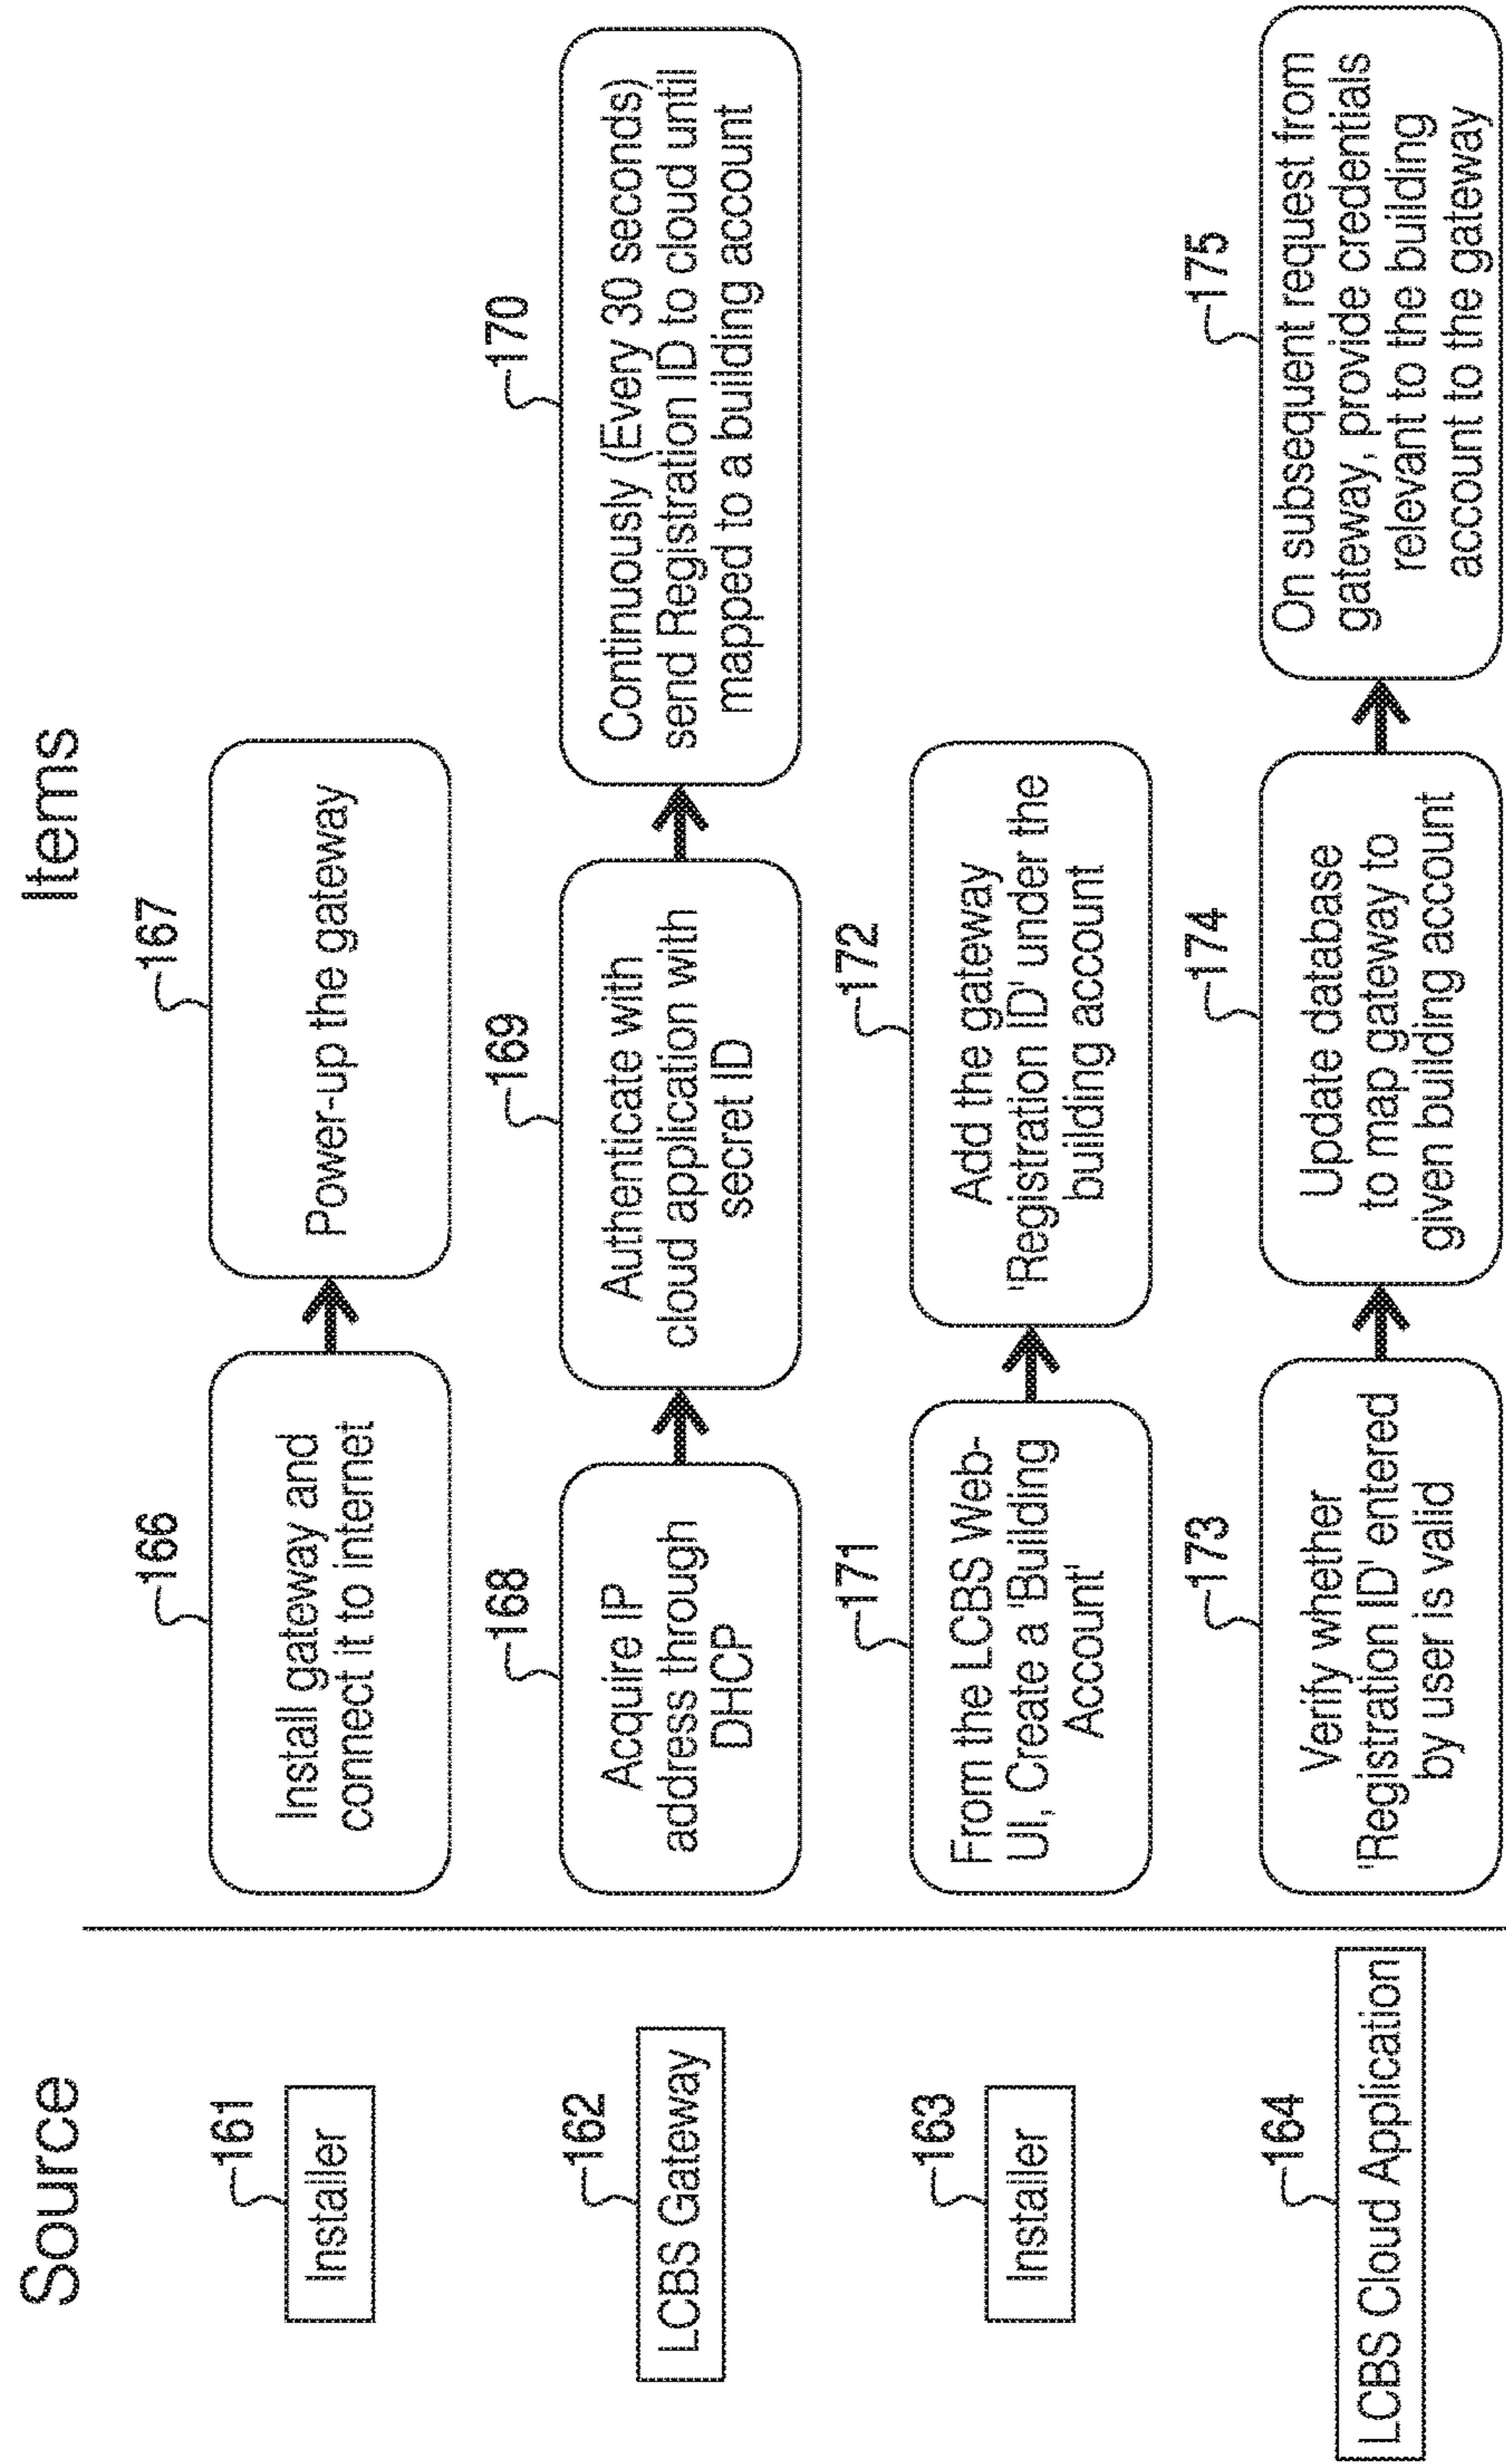 Source
Items
161
Installer
166
Install gateway and
connect it to internet
167
Power-up the gateway
162
LCBS Gateway
168
Acquire IP
address through
DHCP
169
Authenticate with
cloud application with
secret ID
170
Continuously (Every 30 seconds)
send Registration ID to cloud until
mapped to a building account
163
Installer
171
From the LCBS Web-
UI, Create a 'Building
Account'
172
Add the gateway
'Registration ID' under the
building account
164
LCBS Cloud Application
173
Verify whether
'Registration ID' entered
by user is valid
174
Update database
to map gateway to
given building account
175
On subsequent request from
gateway, provide credentials
relevant to the building
account to the gateway